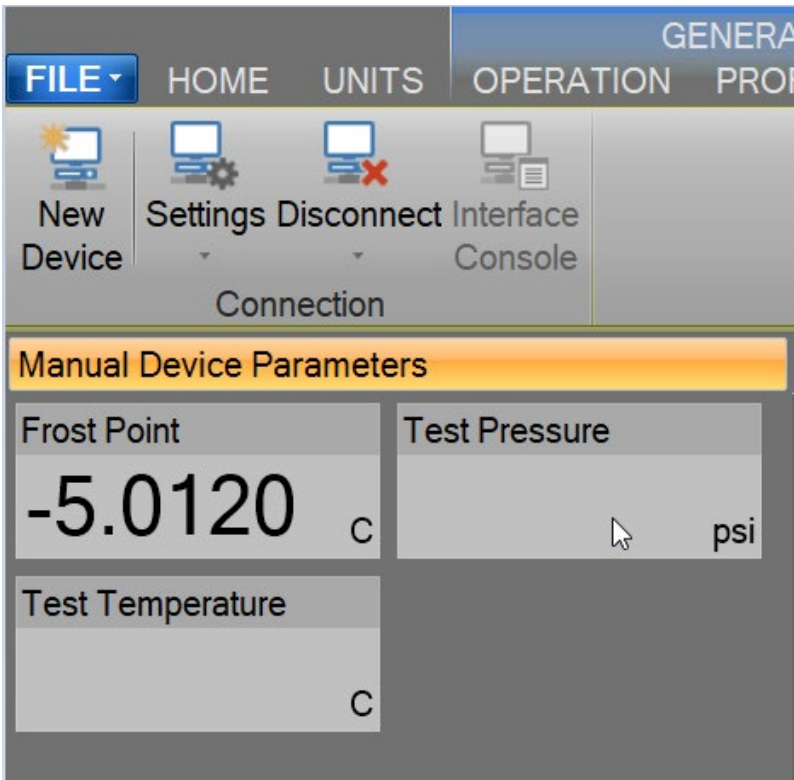 GENERA
FILE HOME UNITS OPERATION PROF
New Device
Settings
Disconnect
Interface Console
Connection
Manual Device Parameters
Frost Point
-5.0120 C
Test Pressure
psi
Test Temperature
C